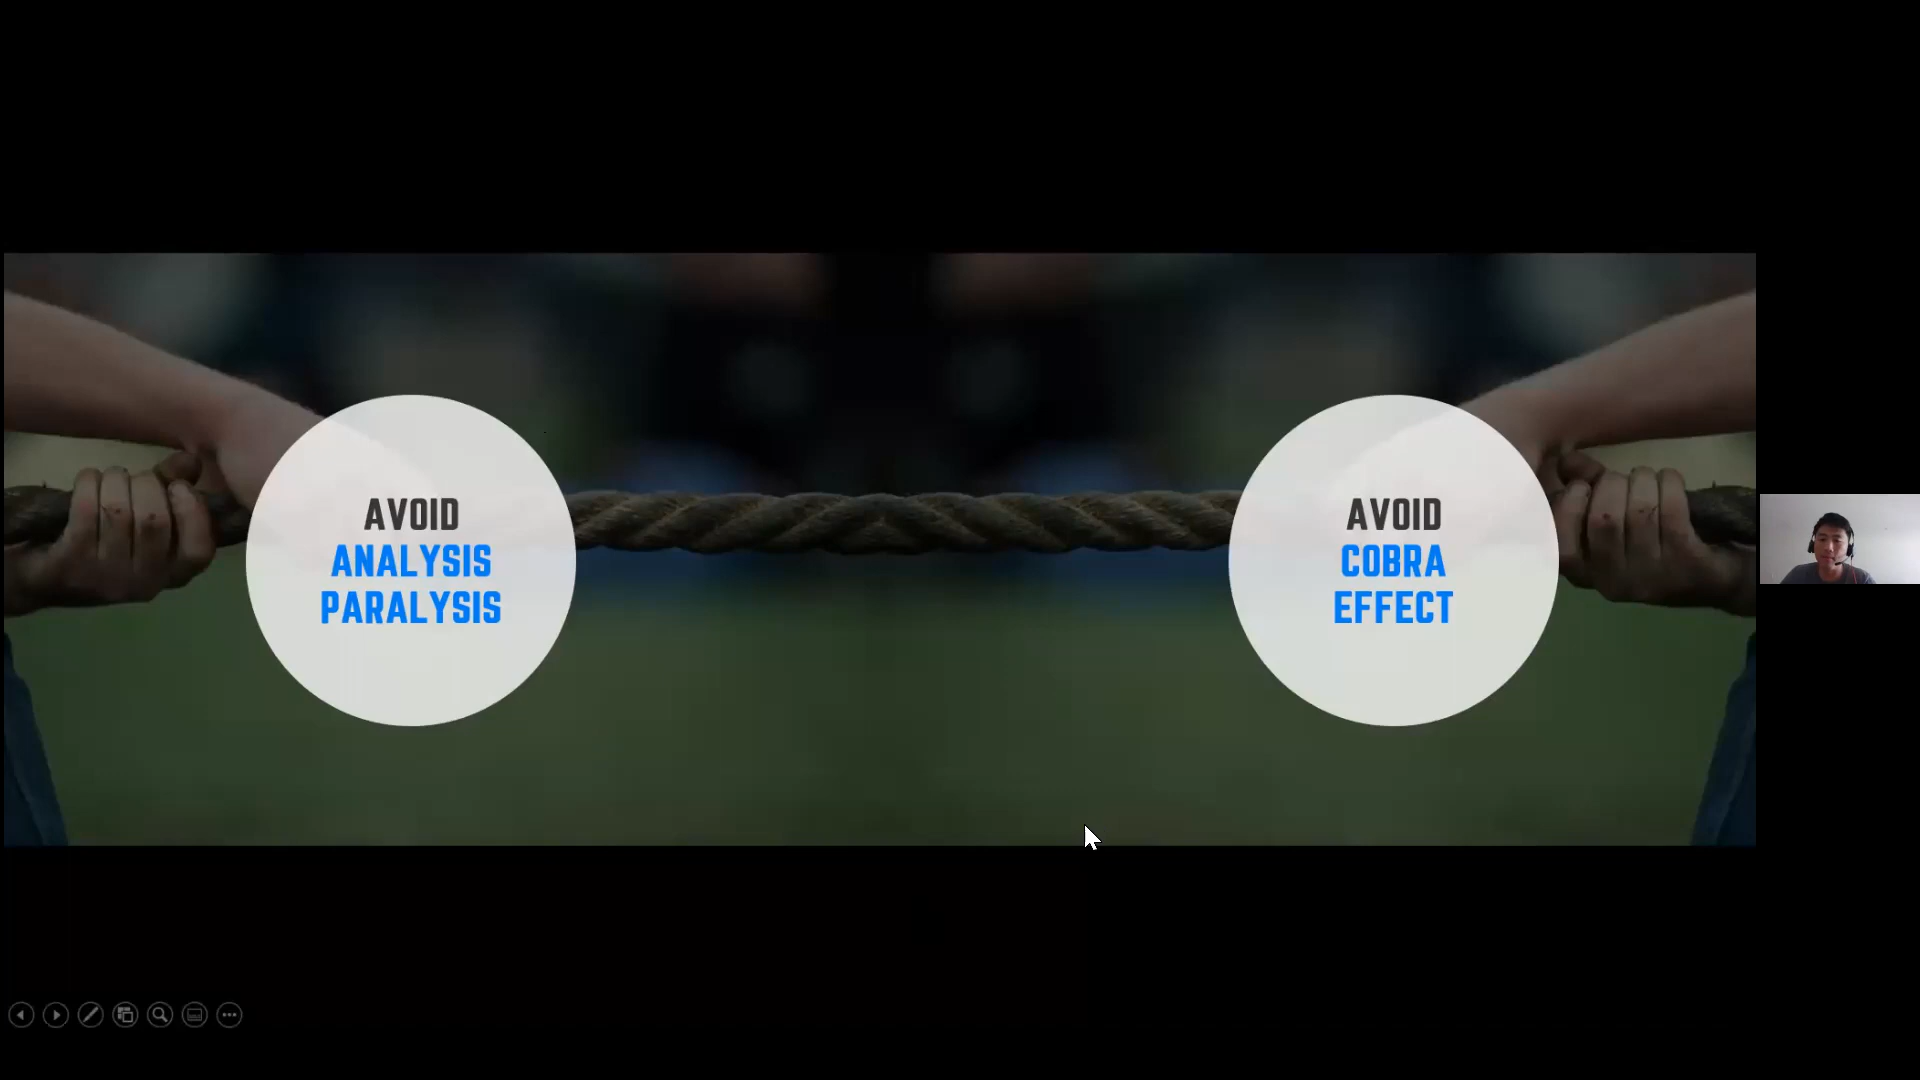 AVOID
ANALYSIS
PARALYSIS
AVOID
COBRA
EFFECT